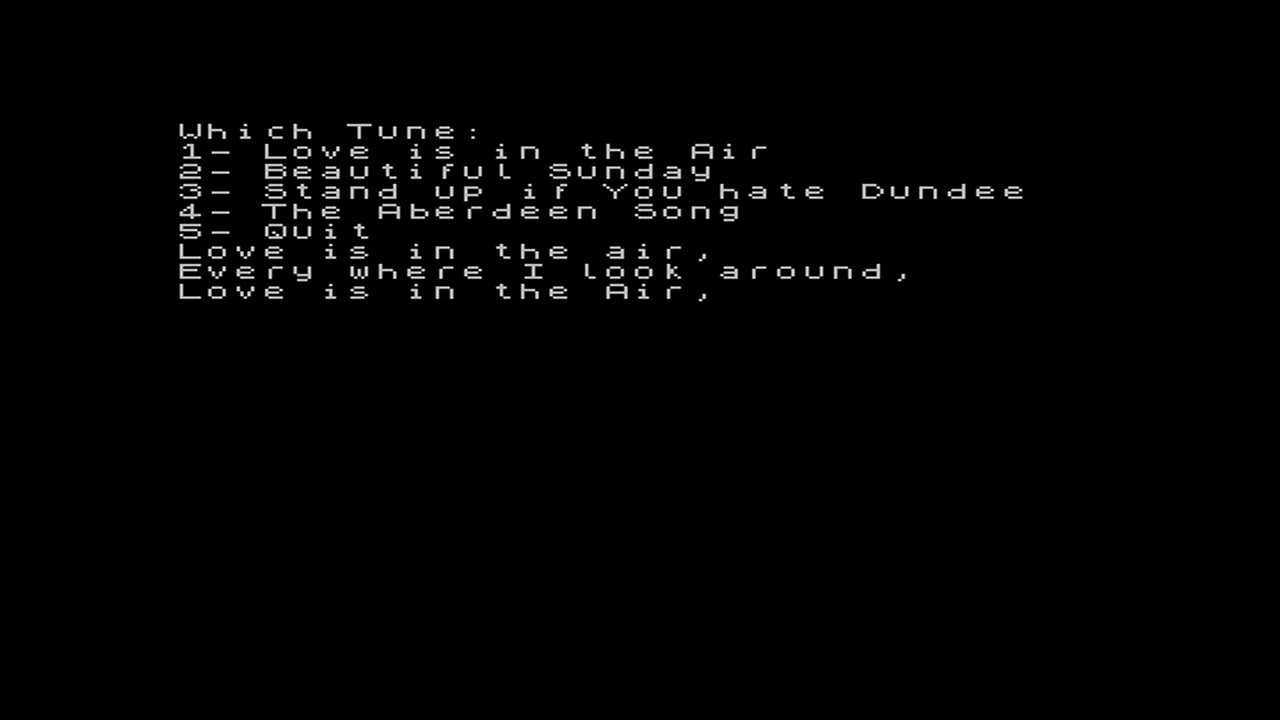 Which Tune:
1- Love is in the Air
2- Beautiful Sunday
3- Stand up if You hate Dundee
4- The Aberdeen Song
5- Quit
Love is in the air,
Every where I look around,
Love is in the Air,